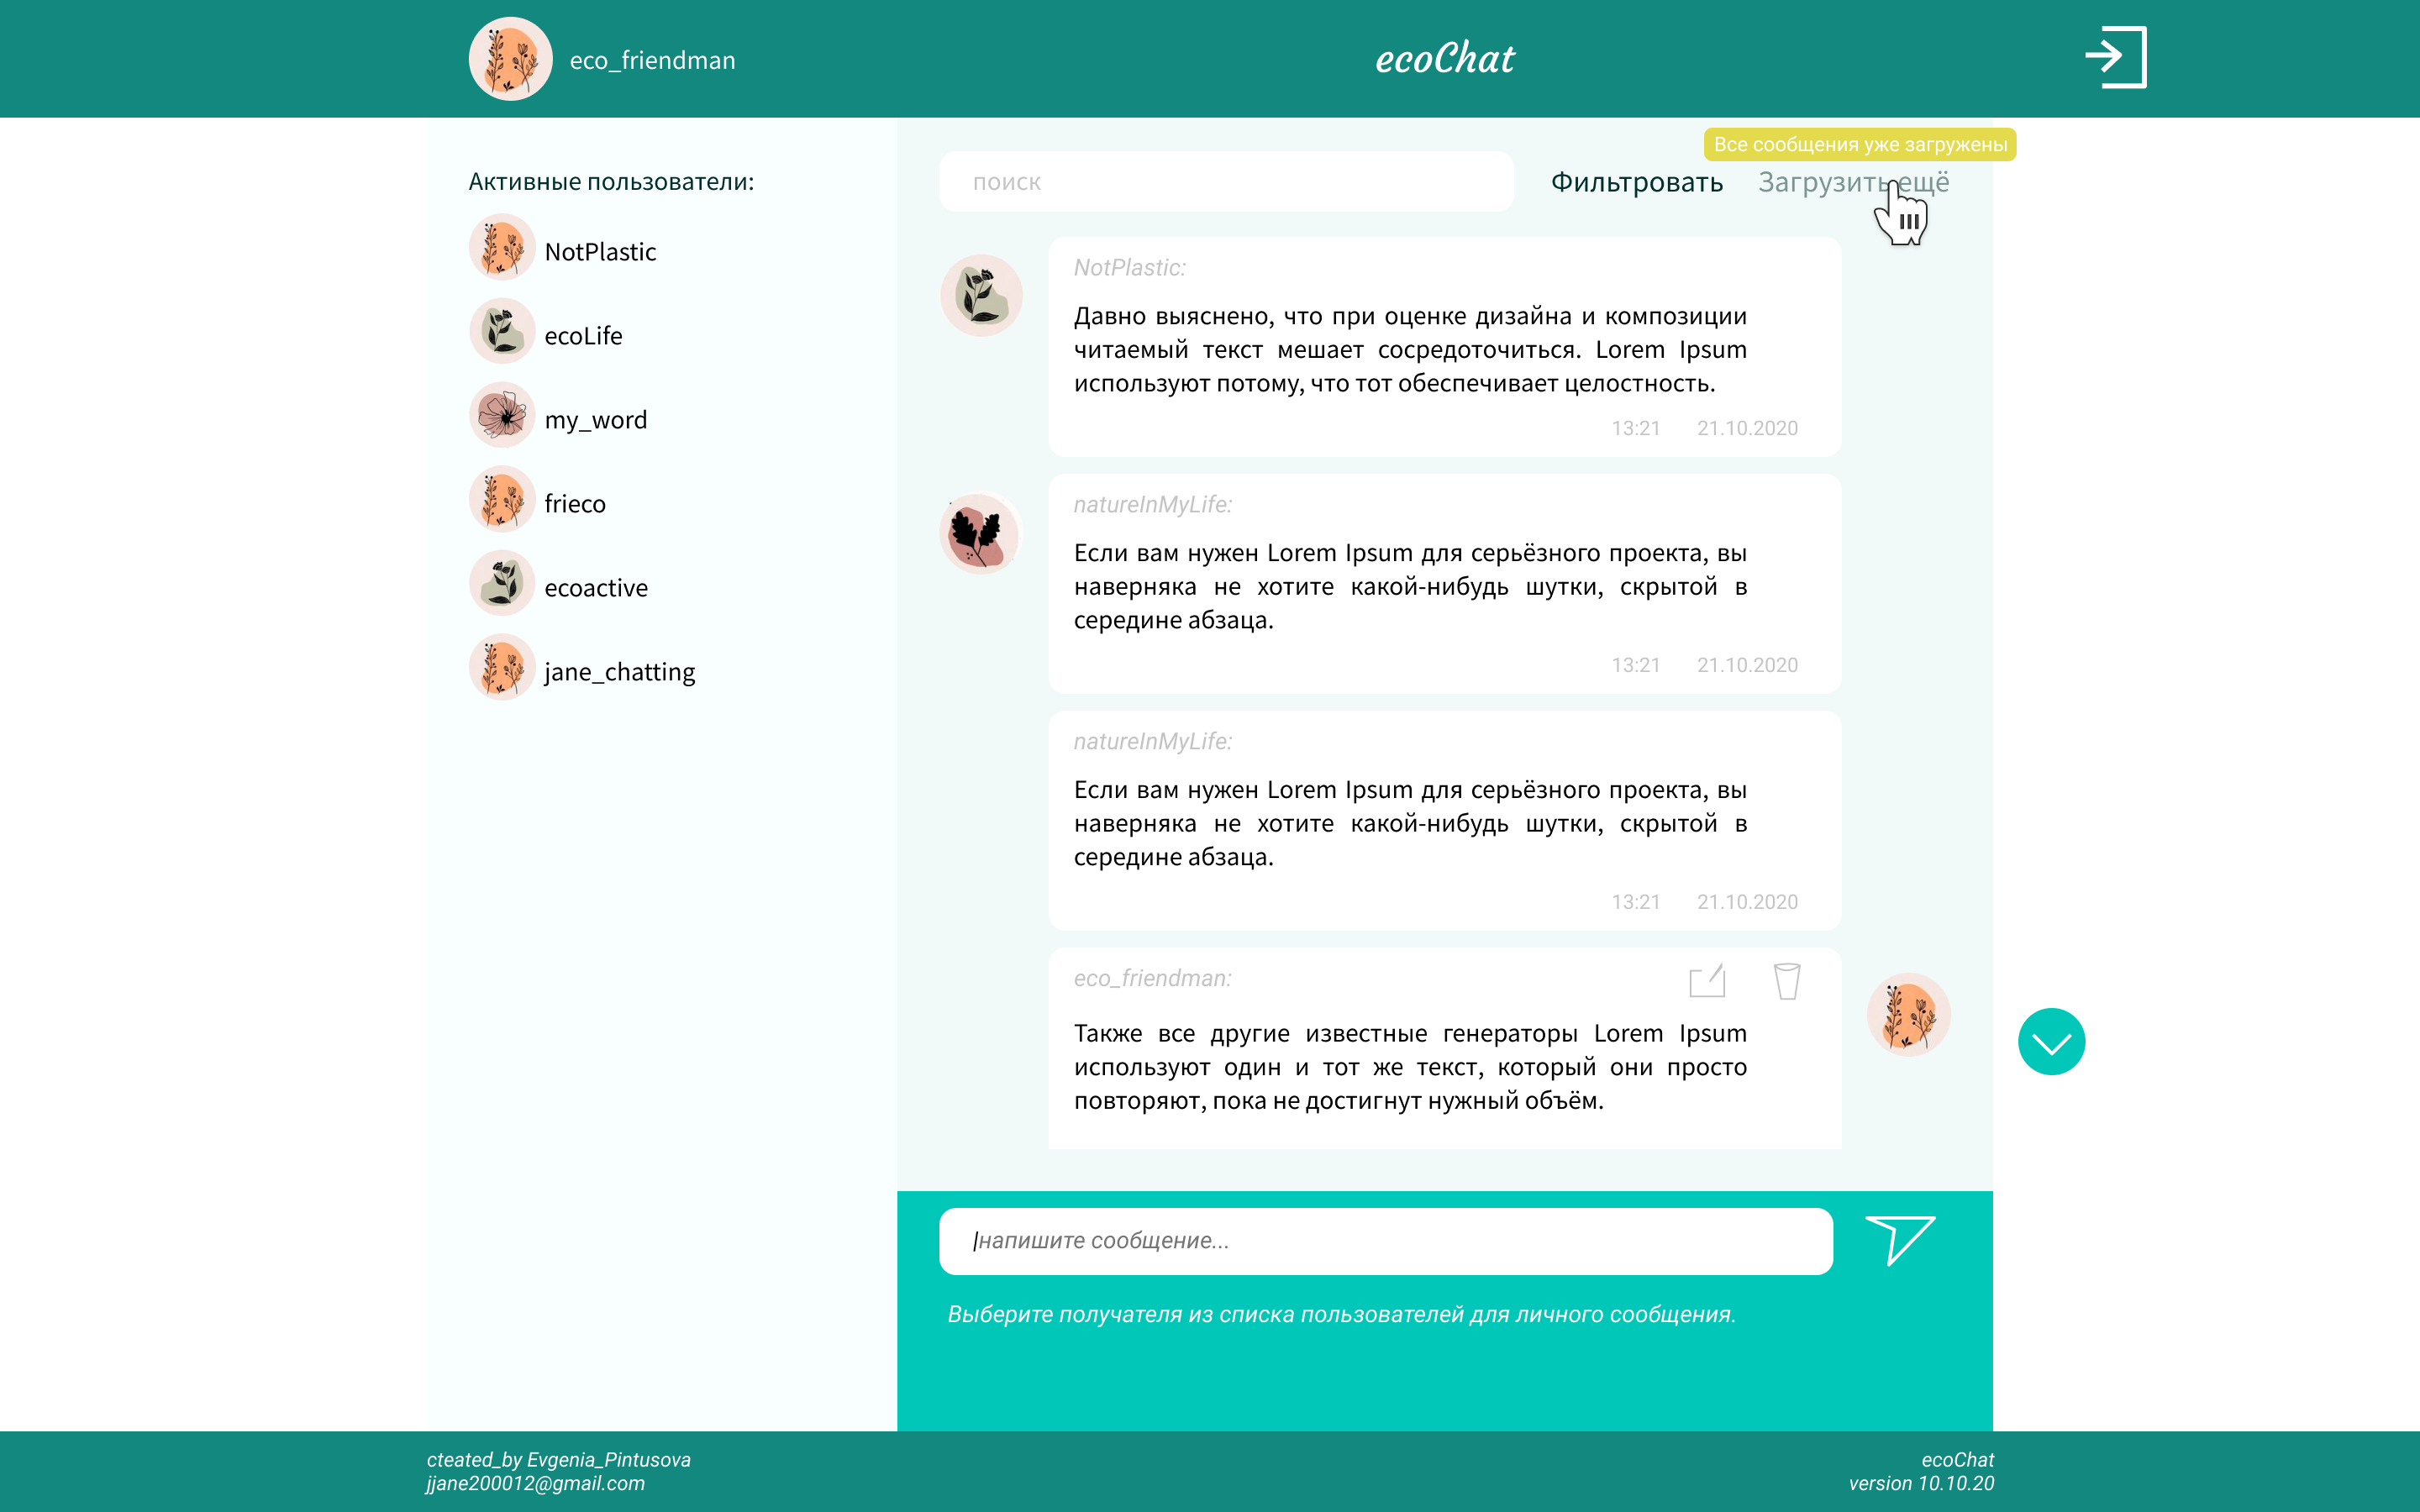 eco_friendman
ecoChat
Все сообщения уже загружены
Активные пользователи:
NotPlastic
ecoLife
my_word
frieco
ecoactive
jane_chatting
поиск
Фильтровать
Загрузить ещё
NotPlastic:
Давно выяснено, что при оценке дизайна и композиции
читаемый текст мешает сосредоточиться. Lorem Ipsum
используют потому, что тот обеспечивает целостность.
13:21 21.10.2020
natureInMyLife:
Если вам нужен Lorem Ipsum для серьёзного проекта, вы
наверняка не хотите какой-нибудь шутки, скрытой в
середине абзаца.
13:21 21.10.2020
natureInMyLife:
Если вам нужен Lorem Ipsum для серьёзного проекта, вы
наверняка не хотите какой-нибудь шутки, скрытой в
середине абзаца.
13:21 21.10.2020
eco_friendman:
Также все другие известные генераторы Lorem Ipsum
используют один и тот же текст, который они просто
повторяют, пока не достигнут нужный объём.
напишите сообщение...
Выберите получателя из списка пользователей для личного сообщения.
cteated_by Evgenia_Pintusova
jjane200012@gmail.com
ecoChat
version 10.10.20